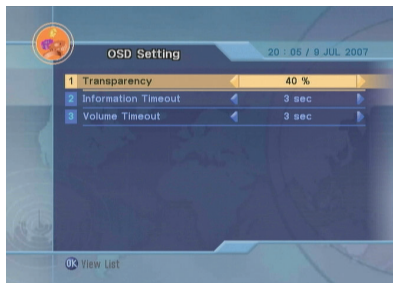 OSD Setting
20 : 05 / 9 JUL. 2007
1 Transparency 40 %
2 Information Timeout 3 sec
3 Volume Timeout 3 sec
OK View List